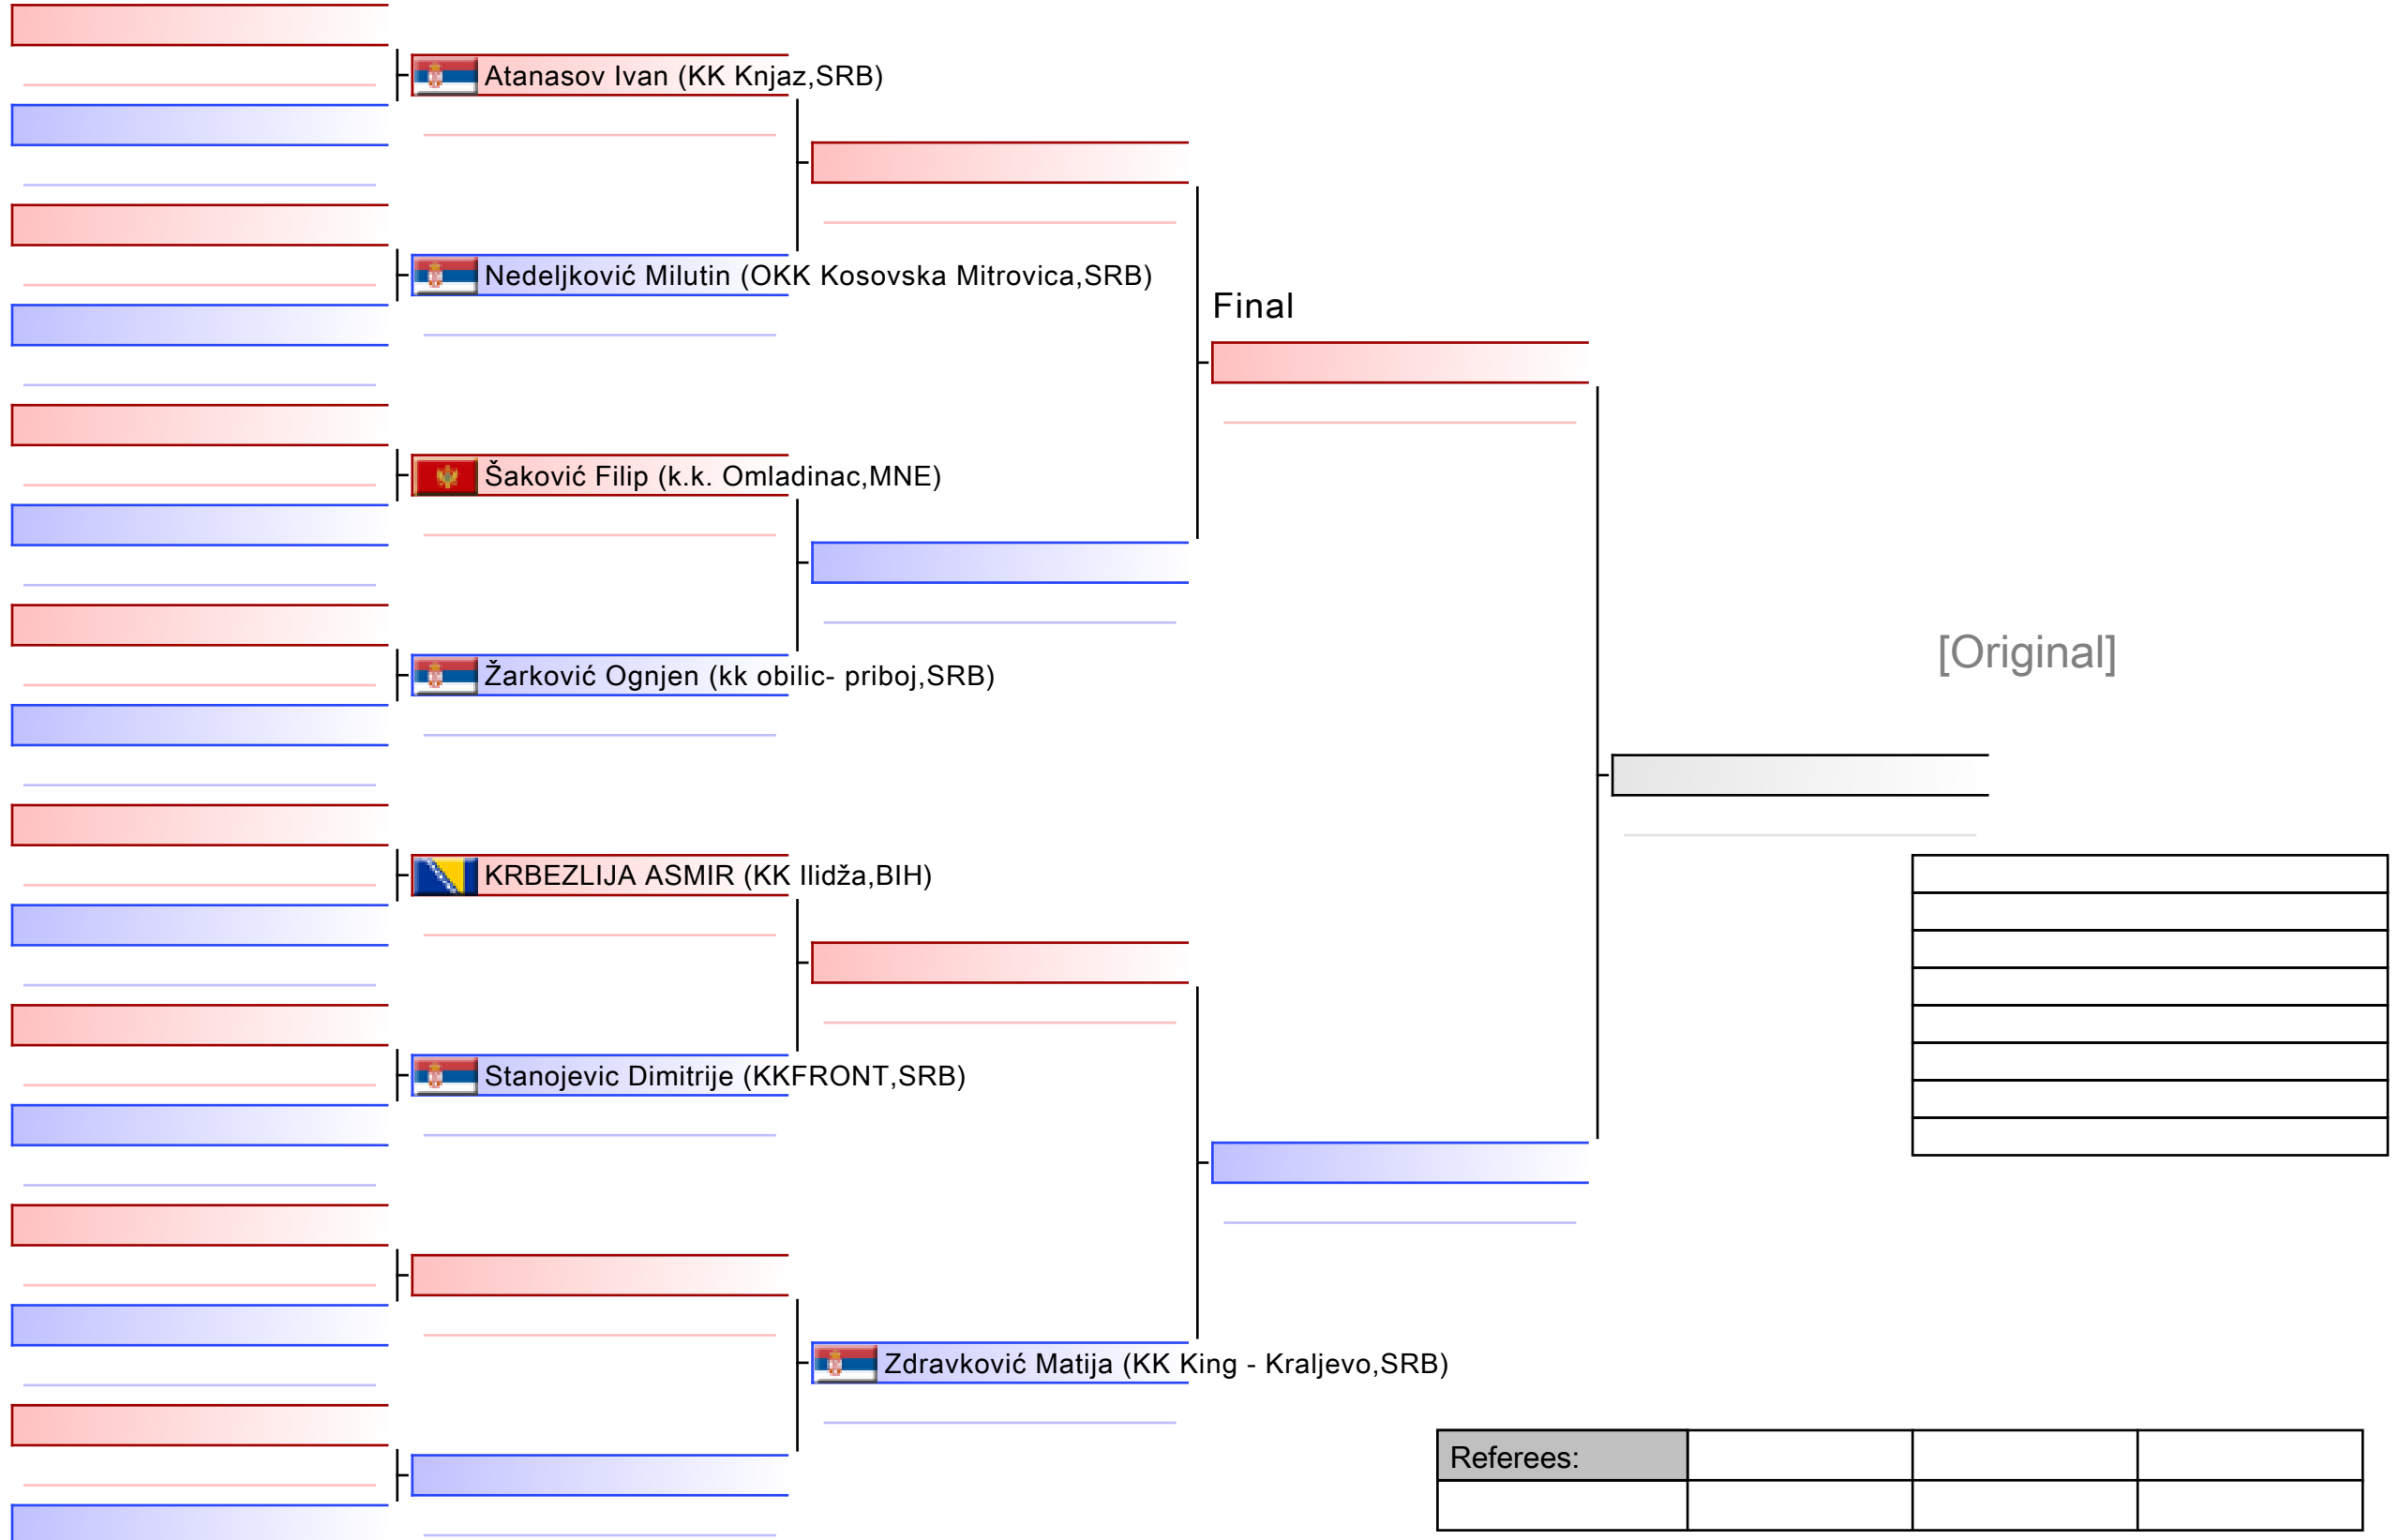 Atanasov Ivan (KK Knjaz,SRB)
Nedeljković Milutin (OKK Kosovska Mitrovica,SRB)
Final
Šaković Filip (k.k. Omladinac,MNE)
[Original]
Žarković Ognjen (kk obilic- priboj,SRB)
KRBEZLIJA ASMIR (KK Ilidža,BIH)
Stanojevic Dimitrije (KKFRONT,SRB)
Zdravković Matija (KK King - Kraljevo,SRB)
Referees: